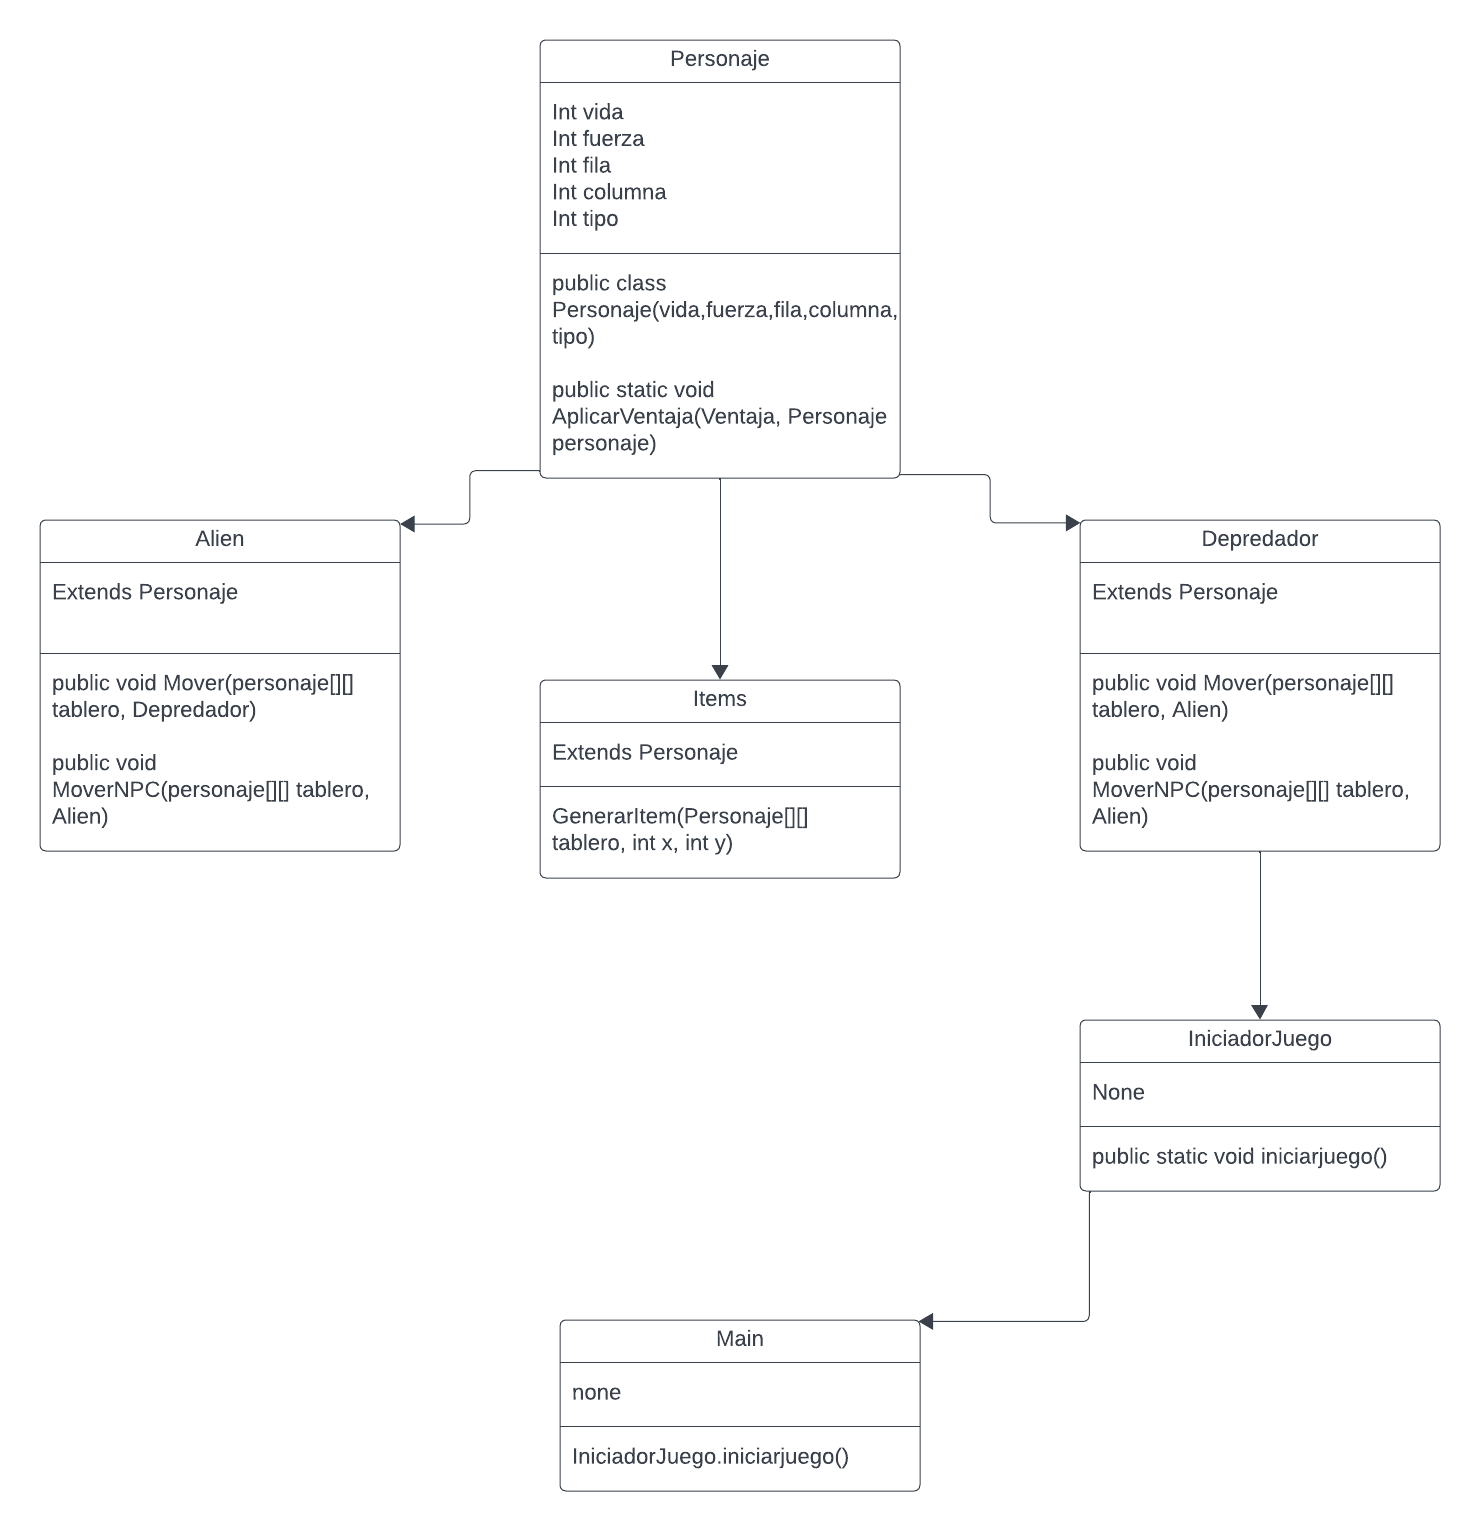 Personaje
Int vida
Int fuerza
Int fila
Int columna
Int tipo
public class
Personaje(vida,fuerza,fila,columna,
tipo)
public static void
AplicarVentaja(Ventaja, Personaje
personaje)
Alien
Extends Personaje
public void Mover(personaje[][]
tablero, Depredador)
public void
MoverNPC(personaje[][] tablero,
Alien)
Items
Extends Personaje
GenerarItem(Personaje[][]
tablero, int x, int y)
Depredador
Extends Personaje
public void Mover(personaje[][]
tablero, Alien)
public void
MoverNPC(personaje[][] tablero,
Alien)
IniciadorJuego
None
public static void iniciarjuego()
Main
none
IniciadorJuego.iniciarjuego()